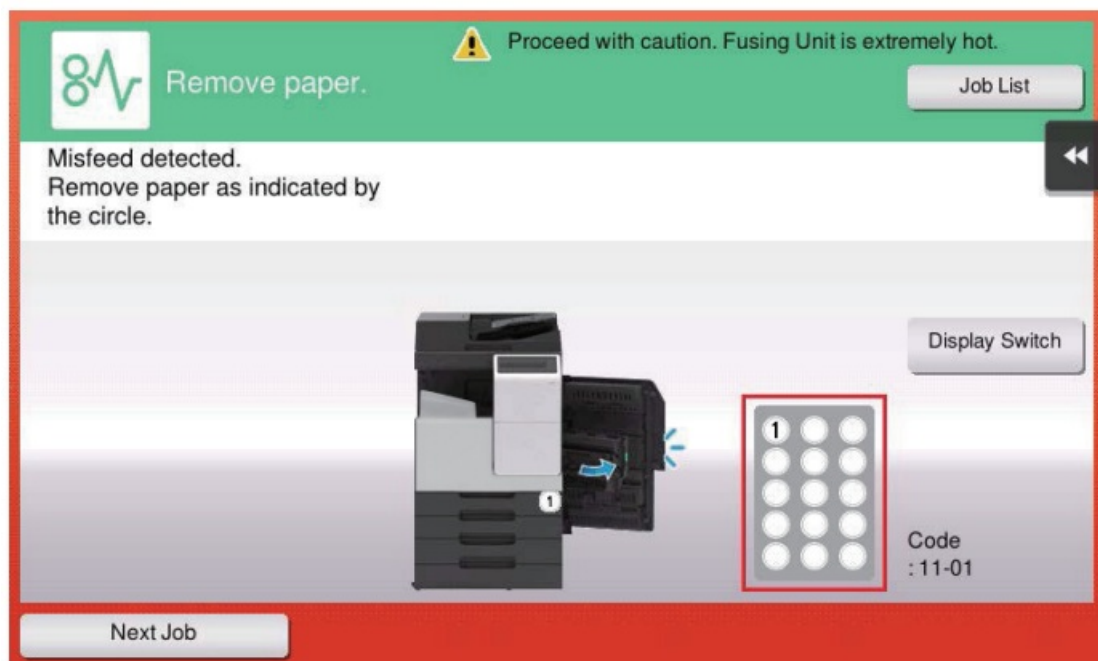 Proceed with caution. Fusing Unit is extremely hot.
Remove paper.
Job List
Misfeed detected.
Remove paper as indicated by
the circle.
Display Switch
1
1
Code
: 11-01
Next Job